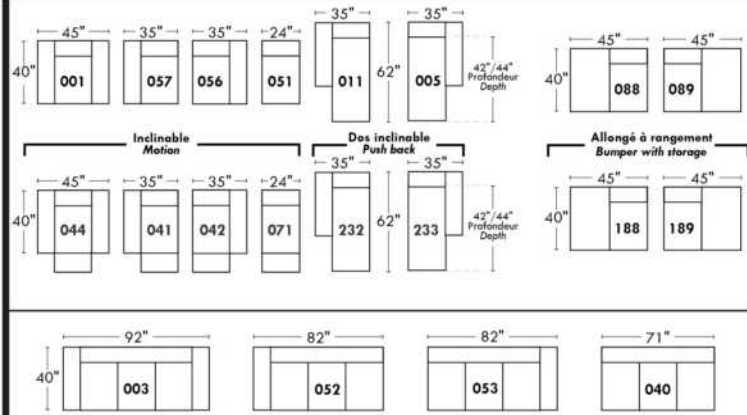 45" 35" 35" 24" 35" 35" 45" 45"
40" 001 057 056 051 011 62" 005 42"/44" Profondeur Depth 40" 088 089
Inclinable
Motion
Dos inclinable
Push back
Allongé à rangement
Bumper with storage
45" 35" 35" 24" 35" 35" 45" 45"
40" 044 041 042 071 232 62" 233 42"/44" Profondeur Depth 40" 188 189
92" 82" 82" 71"
40" 003 052 053 040